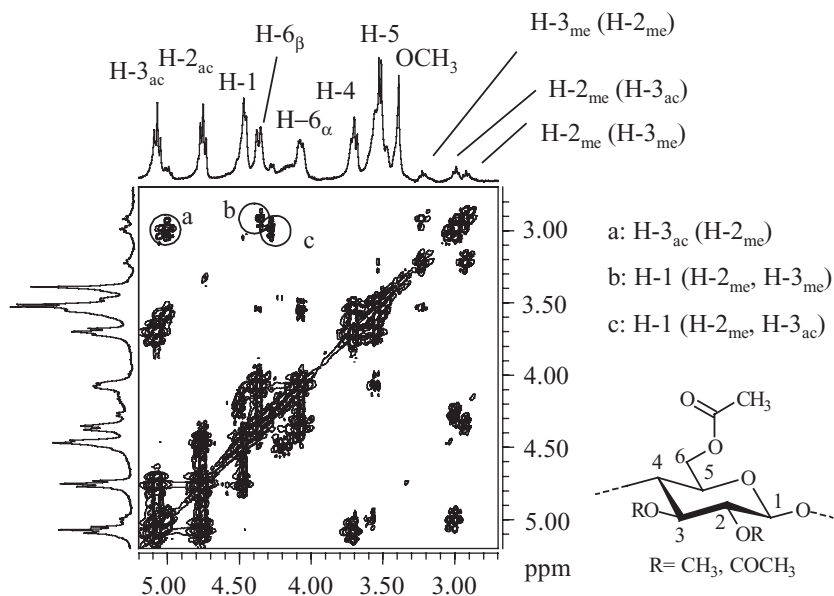 H-3me (H-2me)
H-6β
H-5
H-2ac
OCH3
H-3ac
H-1
H-4
H-2me (H-3ac)
H–6α
H-2me (H-3me)
a
b
c
3.00
3.50
4.00
4.50
5.00
ppm
5.00 4.50 4.00 3.50 3.00
a: H-3ac (H-2me)
b: H-1 (H-2me, H-3me)
c: H-1 (H-2me, H-3ac)
O
CH3
O
6
4
5
O
1
O
RO
3
2
OR
R= CH3, COCH3